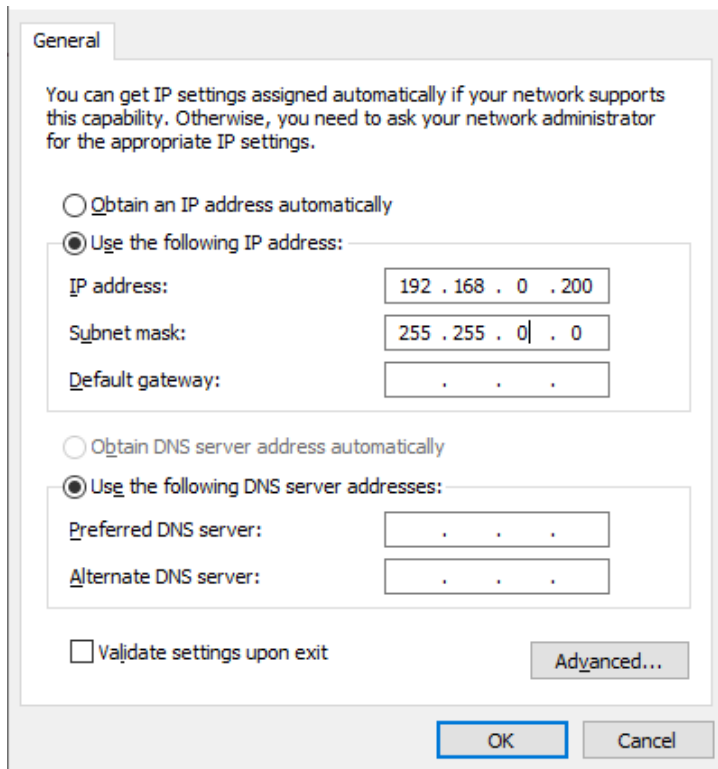 General
You can get IP settings assigned automatically if your network supports
this capability. Otherwise, you need to ask your network administrator
for the appropriate IP settings.
Obtain an IP address automatically
Use the following IP address:
IP address:
192 . 168 . 0 . 200
Subnet mask:
255 . 255 . 0 . 0
Default gateway:
. . .
Obtain DNS server address automatically
Use the following DNS server addresses:
Preferred DNS server:
. . .
Alternate DNS server:
. . .
Validate settings upon exit
Advanced...
OK
Cancel